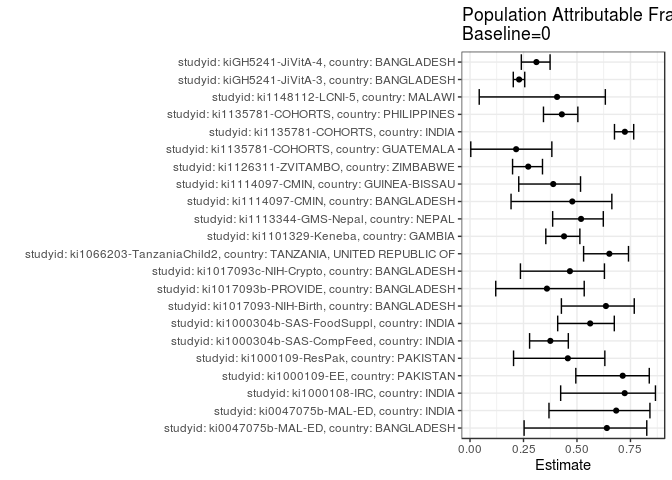 Population Attributable Fra
Baseline=0
studyid: kiGH5241-JiVitA-4, country: BANGLADESH
studyid: kiGH5241-JiVitA-3, country: BANGLADESH
studyid: ki1148112-LCNI-5, country: MALAWI
studyid: ki1135781-COHORTS, country: PHILIPPINES
studyid: ki1135781-COHORTS, country: INDIA
studyid: ki1135781-COHORTS, country: GUATEMALA
studyid: ki1126311-ZVITAMBO, country: ZIMBABWE
studyid: ki1114097-CMIN, country: GUINEA-BISSAU
studyid: ki1114097-CMIN, country: BANGLADESH
studyid: ki1113344-GMS-Nepal, country: NEPAL
studyid: ki1101329-Keneba, country: GAMBIA
studyid: ki1066203-TanzaniaChild2, country: TANZANIA, UNITED REPUBLIC OF
studyid: ki1017093c-NIH-Crypto, country: BANGLADESH
studyid: ki1017093b-PROVIDE, country: BANGLADESH
studyid: ki1017093-NIH-Birth, country: BANGLADESH
studyid: ki1000304b-SAS-FoodSuppl, country: INDIA
studyid: ki1000304b-SAS-CompFeed, country: INDIA
studyid: ki1000109-ResPak, country: PAKISTAN
studyid: ki1000109-EE, country: PAKISTAN
studyid: ki1000108-IRC, country: INDIA
studyid: ki0047075b-MAL-ED, country: INDIA
studyid: ki0047075b-MAL-ED, country: BANGLADESH
0.00 0.25 0.50 0.75
Estimate